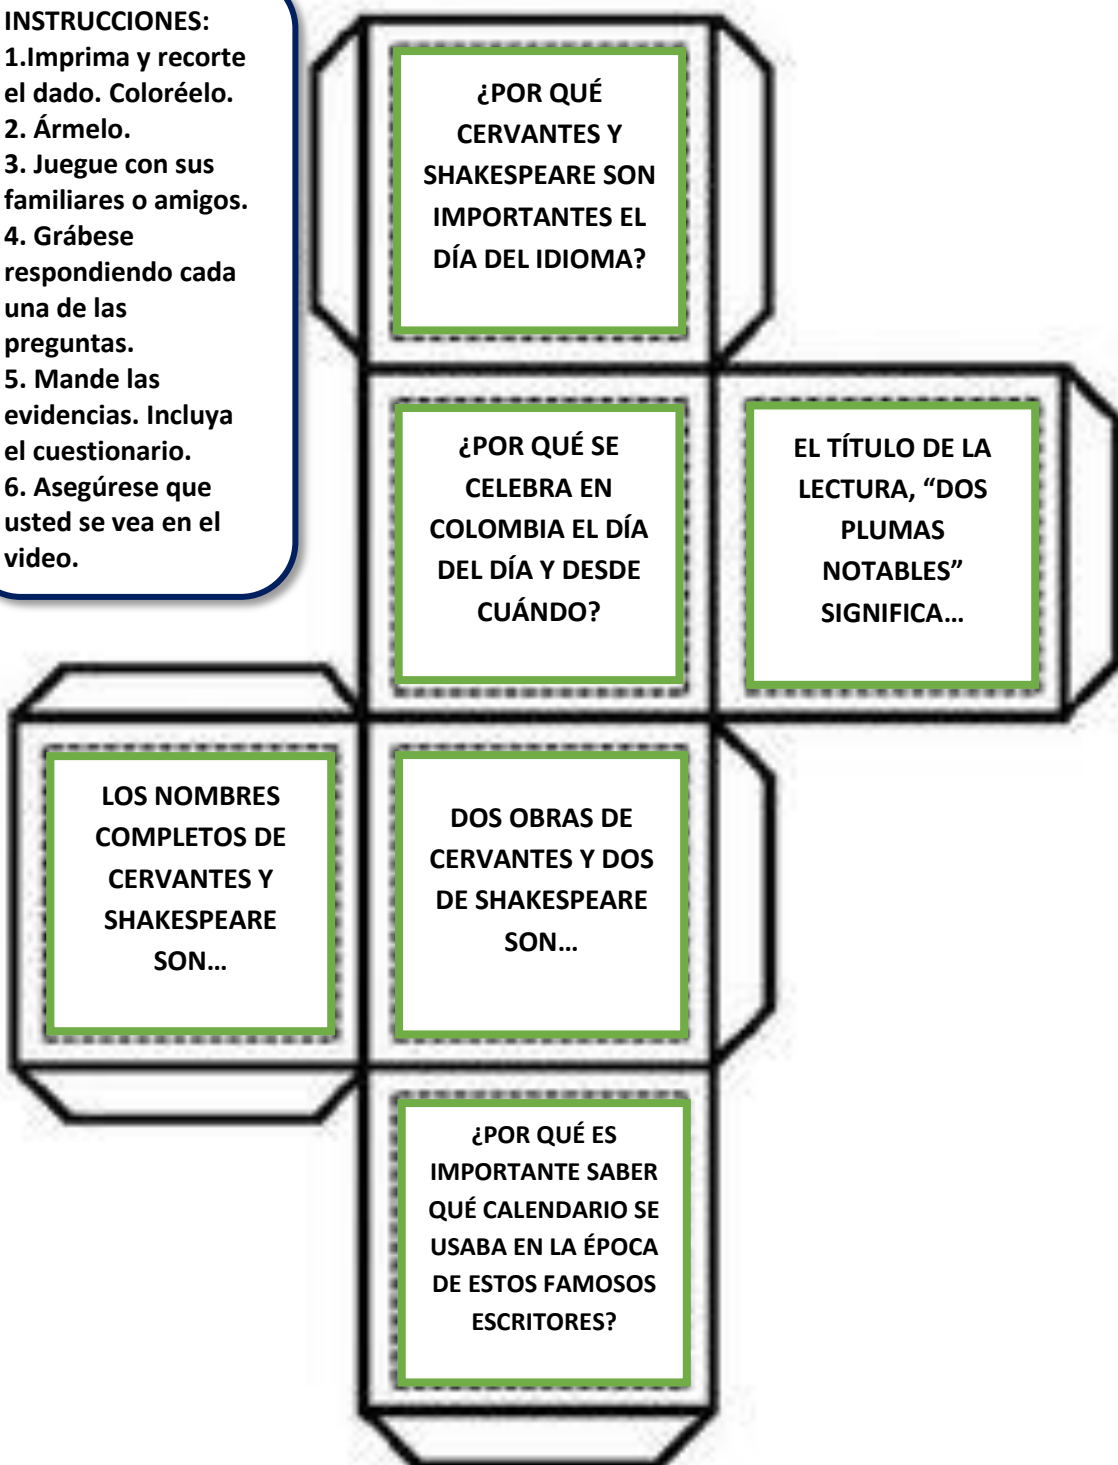 INSTRUCCIONES:
1.Imprima y recorte
el dado. Coloréelo.
2. Ármelo.
3. Juegue con sus
familiares o amigos.
4. Grábese
respondiendo cada
una de las
preguntas.
5. Mande las
evidencias. Incluya
el cuestionario.
6. Asegúrese que
usted se vea en el
video.
¿POR QUÉ
CERVANTES Y
SHAKESPEARE SON
IMPORTANTES EL
DÍA DEL IDIOMA?
¿POR QUÉ SE
CELEBRA EN
COLOMBIA EL DÍA
DEL DÍA Y DESDE
CUÁNDO?
EL TÍTULO DE LA
LECTURA, “DOS
PLUMAS
NOTABLES”
SIGNIFICA…
LOS NOMBRES
COMPLETOS DE
CERVANTES Y
SHAKESPEARE
SON…
DOS OBRAS DE
CERVANTES Y DOS
DE SHAKESPEARE
SON…
¿POR QUÉ ES
IMPORTANTE SABER
QUÉ CALENDARIO SE
USABA EN LA ÉPOCA
DE ESTOS FAMOSOS
ESCRITORES?